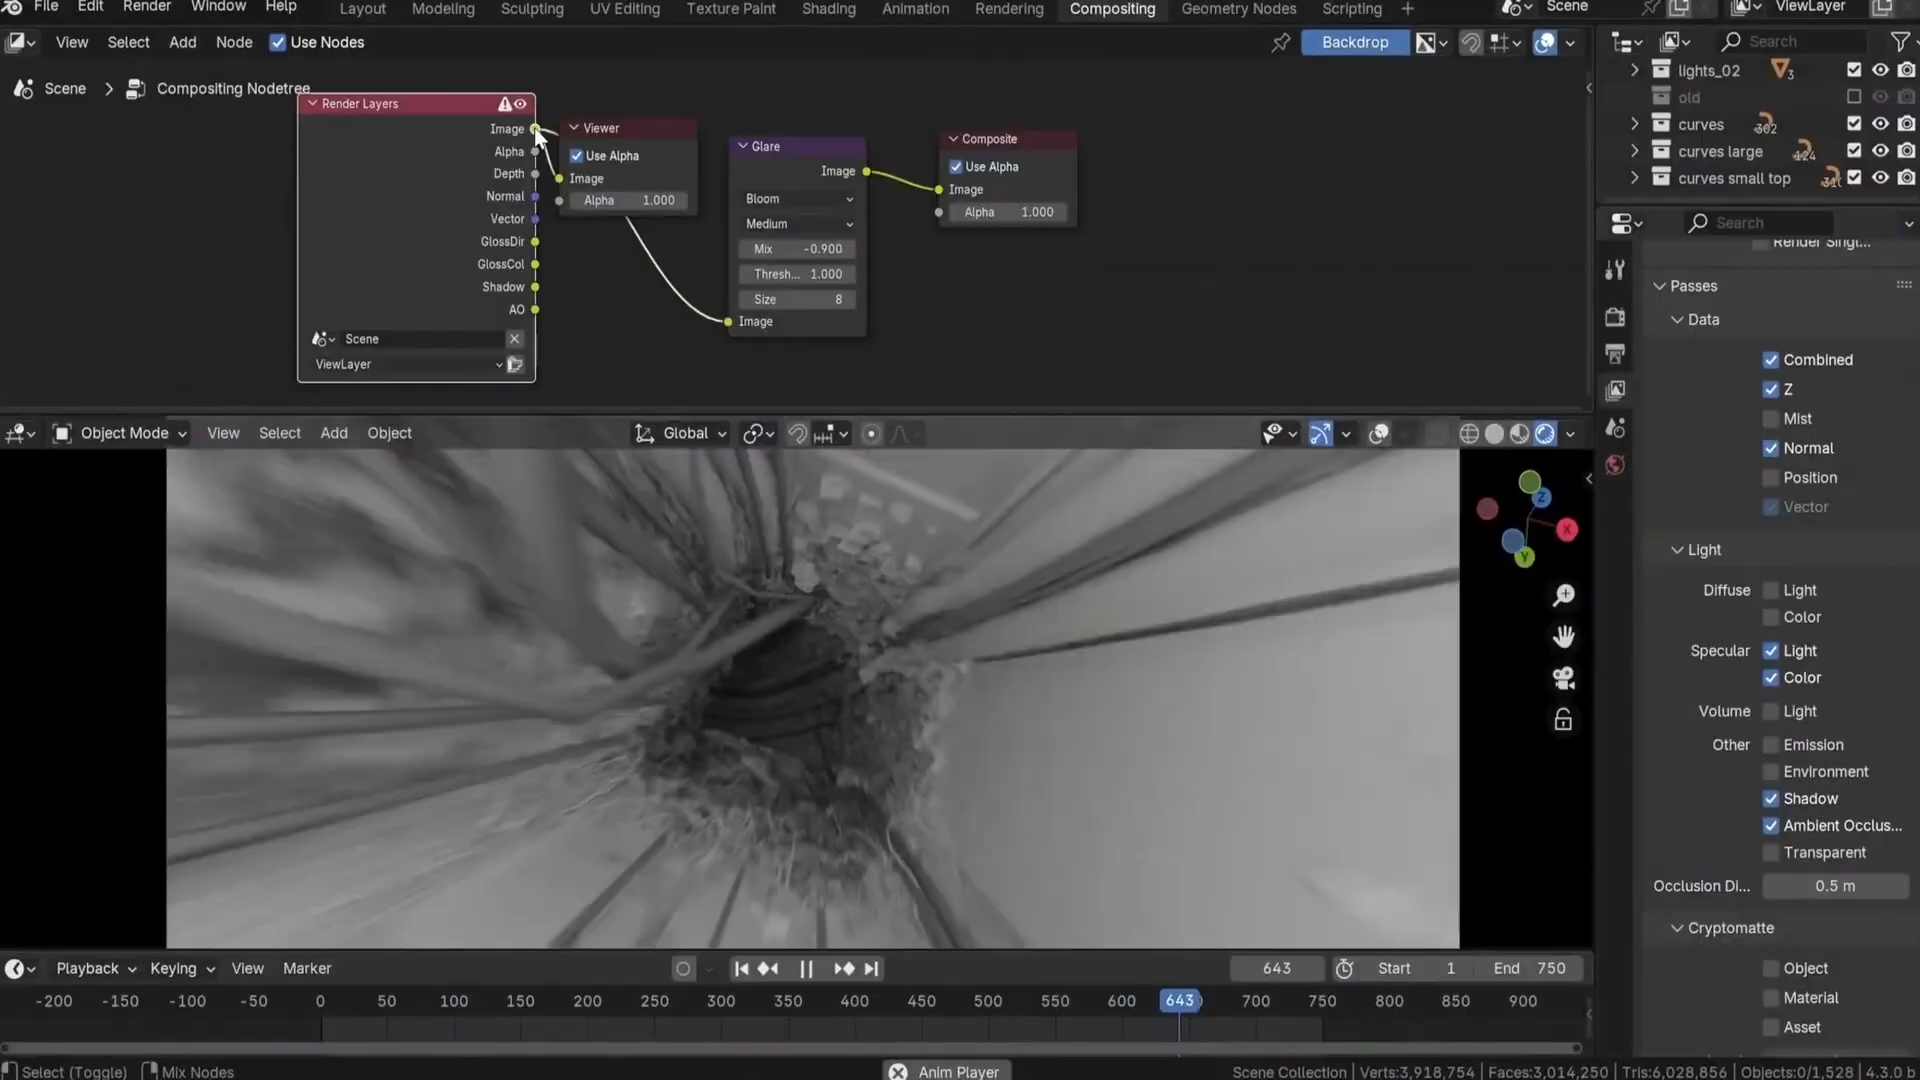 File Edit Render Window Help Layout Modeling Sculpting UV Editing Texture Paint Shading Animation Rendering Compositing Geometry Nodes Scripting + Scene ViewLayer
View Select Add Node Use Nodes Backdrop Search
Scene > Compositing Nodetree
Render Layers
Image
Alpha
Depth
Normal
Vector
GlossDir
GlossCol
Shadow
AO
Scene
ViewLayer
Viewer
Use Alpha
Image
Alpha 1.000
Glare
Image
Bloom
Medium
Mix -0.900
Thresh... 1.000
Size 8
Image
Composite
Use Alpha
Image
Alpha 1.000
lights_02 3
old
curves 302
curves large 124
curves small top
Search
Render Singl...
Passes
Data
Combined
Z
Mist
Normal
Position
Vector
Light
Diffuse Light
Color
Specular Light
Color
Volume Light
Other Emission
Environment
Shadow
Ambient Occlus...
Transparent
Occlusion Di... 0.5 m
Cryptomatte
Object
Material
Asset
Object Mode View Select Add Object Global
Z
X
Y
Playback Keying View Marker 643 Start 1 End 750
-200 -150 -100 -50 0 50 100 150 200 250 300 350 400 450 500 550 600 643 700 750 800 850 900
Select (Toggle) Mix Nodes Anim Player Scene Collection | Verts:3,918,754 | Faces:3,014,250 | Tris:6,028,856 | Objects:0/1,528 | 4.3.0 b